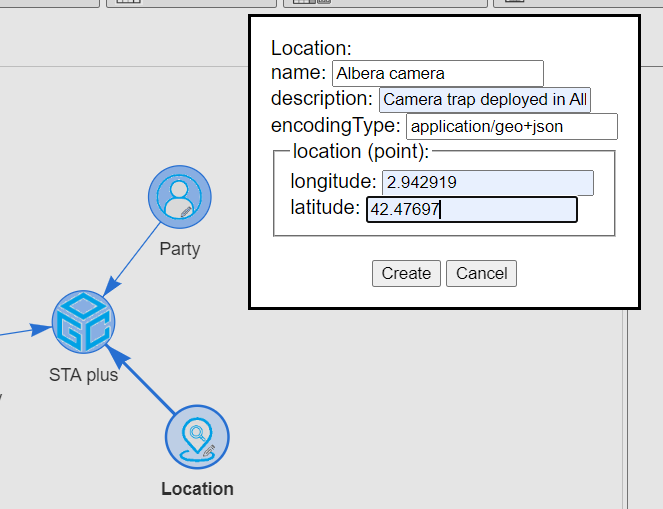 Location:
name: Albera camera
description: Camera trap deployed in All
encodingType: application/geo+json
location (point):
longitude: 2.942919
latitude: 42.47697
Create Cancel
Party
OGC
STA plus
Location